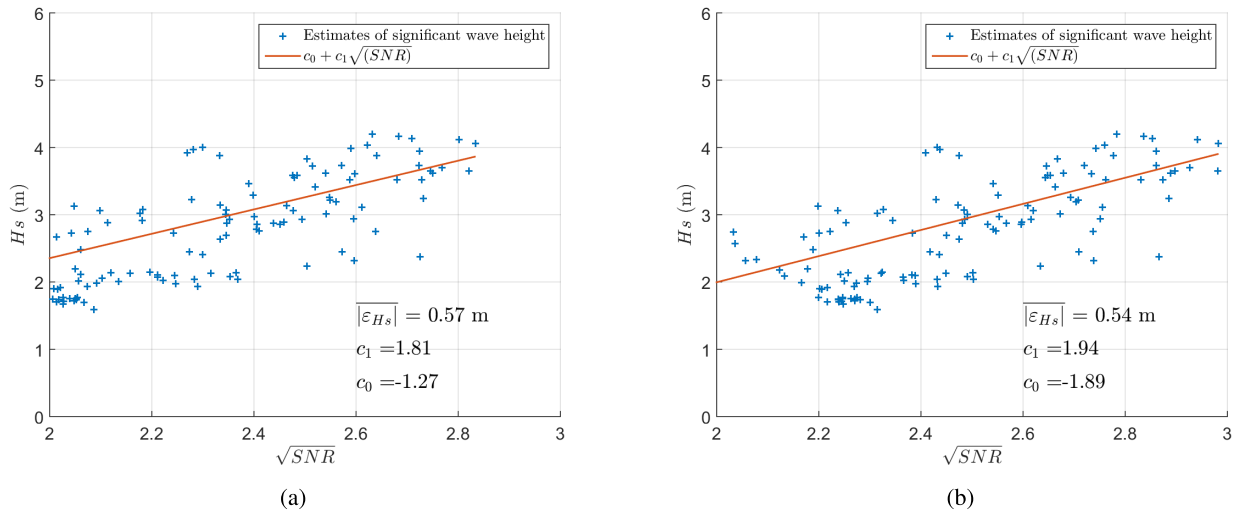 6
5
4
3
2
1
0
Hs (m)
2
2.2
2.4
2.6
2.8
3
√SNR
Estimates of significant wave height
c₀ + c₁√(SNR)
|ε_Hs| = 0.57 m
c₁ =1.81
c₀ =-1.27
(a)
6
5
4
3
2
1
0
Hs (m)
2
2.2
2.4
2.6
2.8
3
√SNR
Estimates of significant wave height
c₀ + c₁√(SNR)
|ε_Hs| = 0.54 m
c₁ =1.94
c₀ =-1.89
(b)